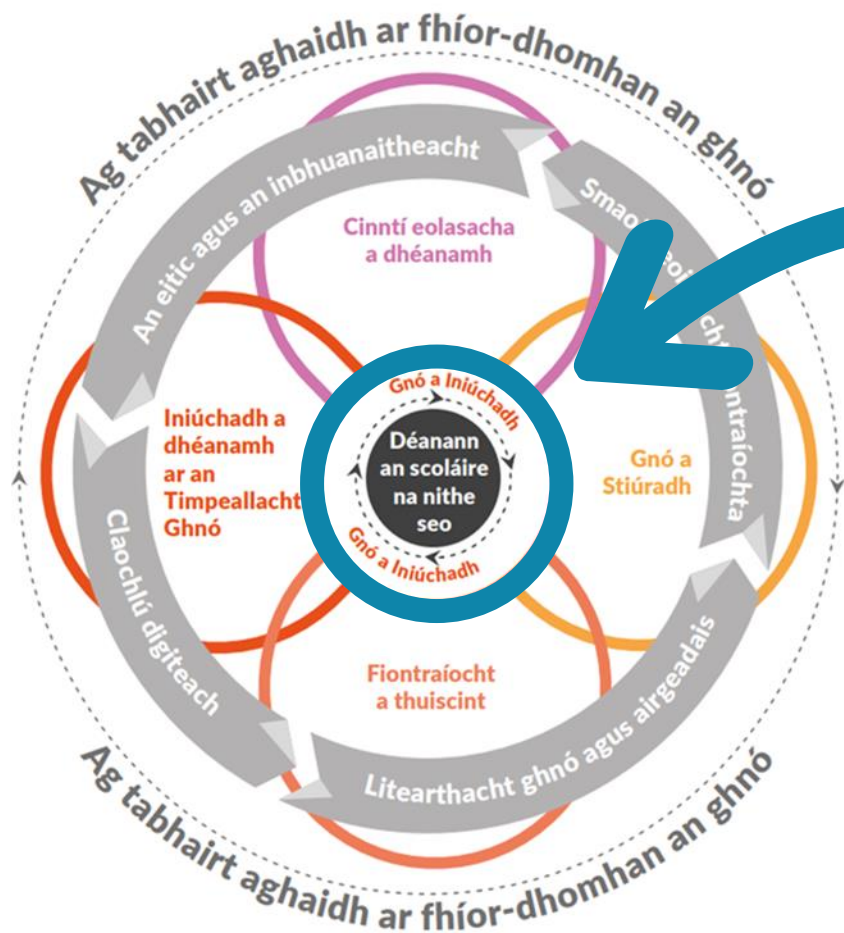 Ag tabhairt aghaidh ar fhíor-dhomhan an ghnó
An eitic agus an inbhuanaitheacht
Cinntí eolasacha
a dhéanamh
Gnó a Iniúchadh
Iniúchadh a
dhéanamh
ar an
Timpeallacht
Ghnó
Déanann
an scoláire
na nithe
seo
Gnó a
Stiúradh
Gnó a Iniúchadh
Claochlú digiteach
Fiontraíocht
a thuiscint
Litearthacht ghnó agus airgeadais
Ag tabhairt aghaidh ar fhíor-dhomhan an ghnó